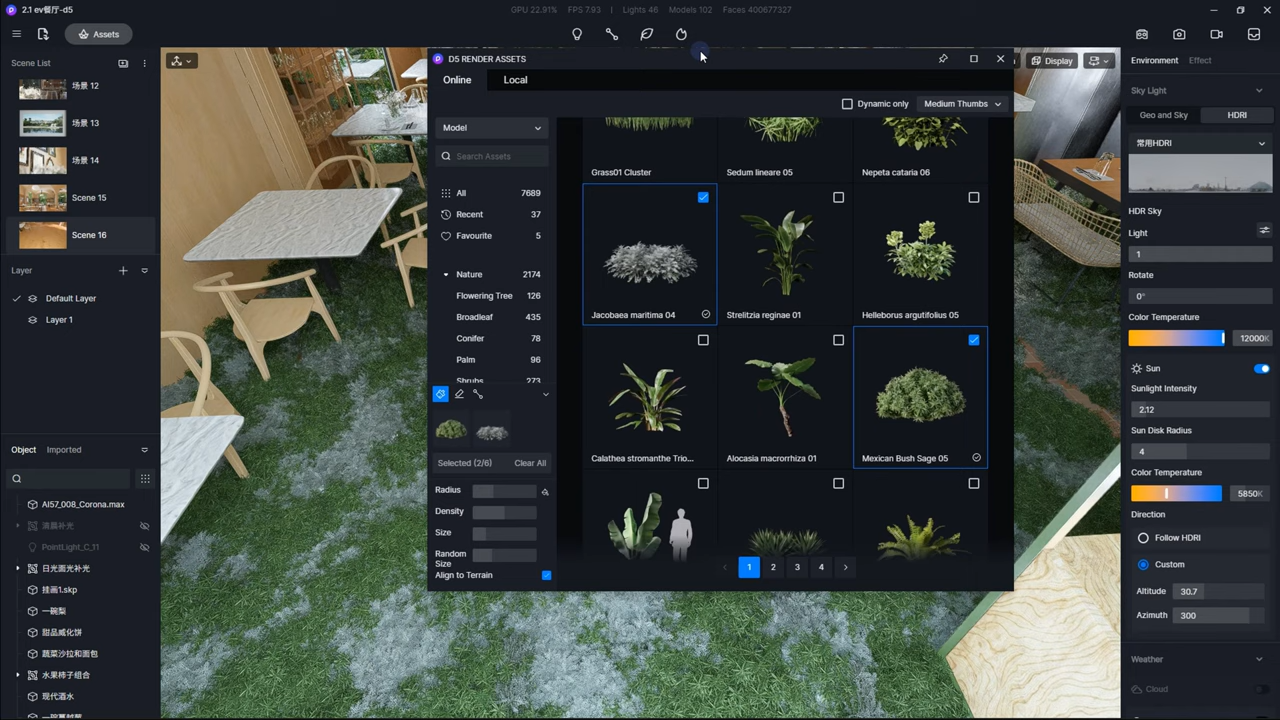 2.1 ev餐厅-d5
GPU 22.91%
FPS 7.93
Lights 46
Models 102
Faces 400677327
Assets
Scene List
场景 12
场景 13
场景 14
Scene 15
Scene 16
Layer
Default Layer
Layer 1
Object
Imported
AI57_008_Corona.max
清晨补光
PointLight_C_11
日光面光补光
挂画1.skp
一碗梨
甜品威化饼
蔬菜沙拉和面包
水果柿子组合
现代酒水
D5 RENDER ASSETS
Online
Local
Dynamic only
Medium Thumbs
Model
Search Assets
All 7689
Recent 37
Favourite 5
Nature 2174
Flowering Tree 126
Broadleaf 435
Conifer 78
Palm 96
Shrubs 273
Selected (2/6)
Clear All
Radius
Density
Size
Random
Size
Align to Terrain
Grass01 Cluster
Sedum lineare 05
Nepeta cataria 06
Jacobaea maritima 04
Strelitzia reginae 01
Helleborus argutifolius 05
Calathea stromanthe Trio...
Alocasia macrorrhiza 01
Mexican Bush Sage 05
1
2
3
4
Display
Environment
Effect
Sky Light
Geo and Sky
HDRI
常用HDRI
HDR Sky
Light
1
Rotate
0°
Color Temperature
12000K
Sun
Sunlight Intensity
2.12
Sun Disk Radius
4
Color Temperature
5850K
Direction
Follow HDRI
Custom
Altitude
30.7
Azimuth
300
Weather
Cloud